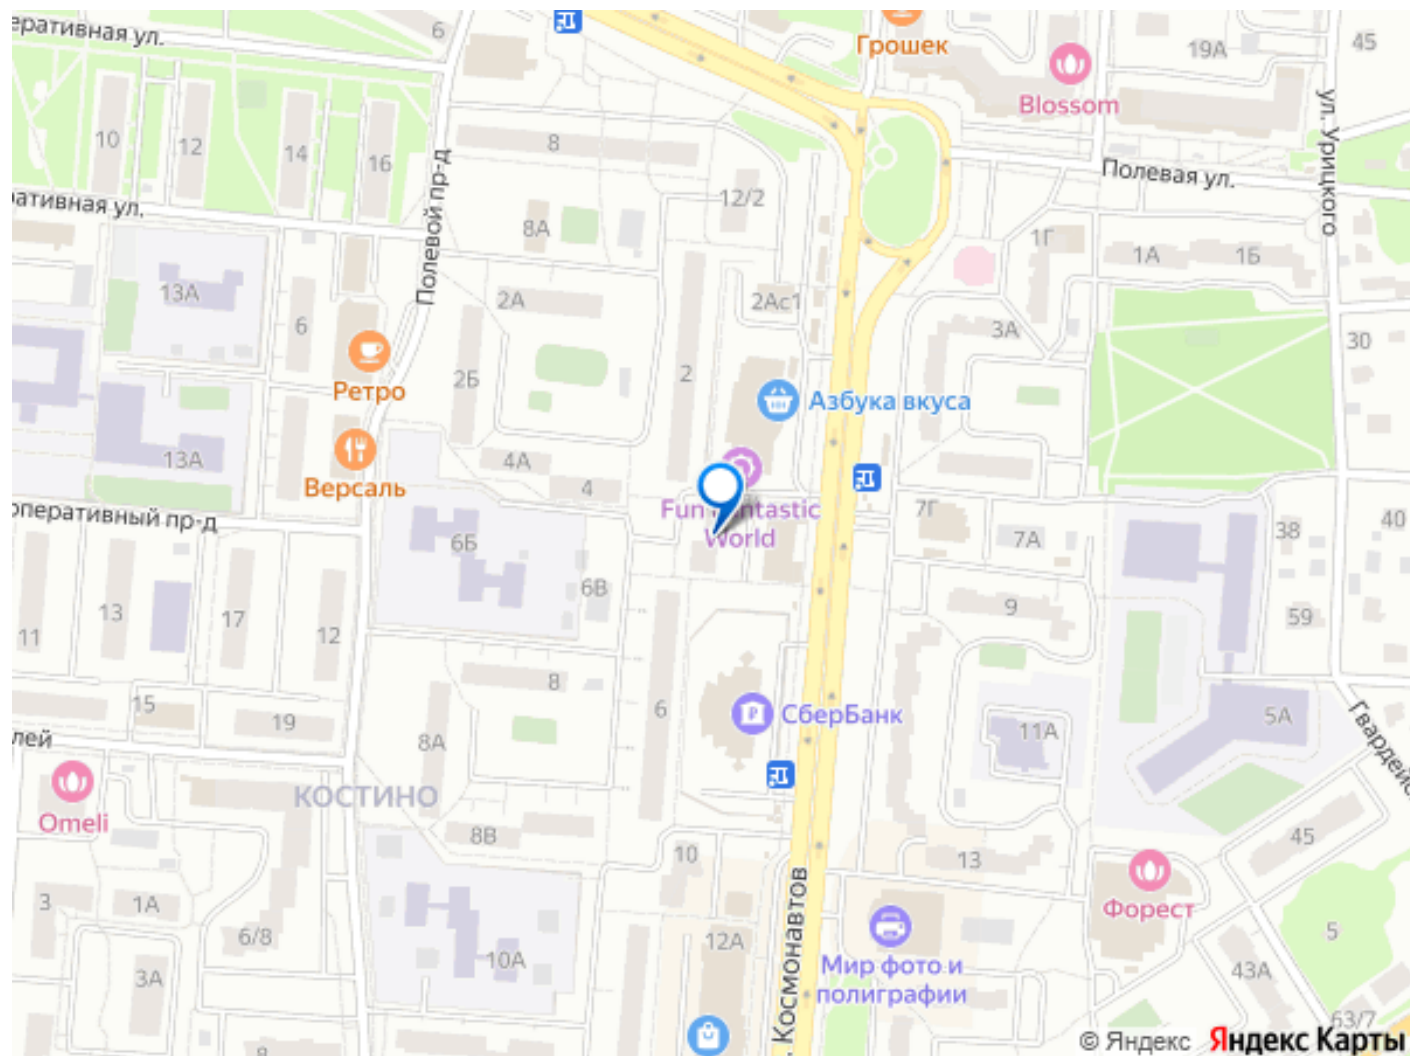 еративная ул.
6
Грошек
19А
45
Blossom
ул. Урицкого
10
12
14
16
8
Полевой пр-д
12/2
Полевая ул.
ративная ул.
8А
1Г
1А
1Б
13А
2А
2Ас1
6
3А
30
2Б
2
Ретро
Азбука вкуса
13А
4А
4
Версаль
Fun
ntastic
World
оперативный пр-д
7Г
7А
38
40
6Б
6В
9
59
11
13
17
12
8
15
19
6
СберБанк
5А
11А
лей
8А
КОСТИНО
Гвардейс
Omeli
8В
10
13
45
Форест
3
1А
6/8
12А
. Космонавтов
5
10А
3А
Мир фото и
полиграфии
43А
63/7
8
© Яндекс
Яндекс Карты